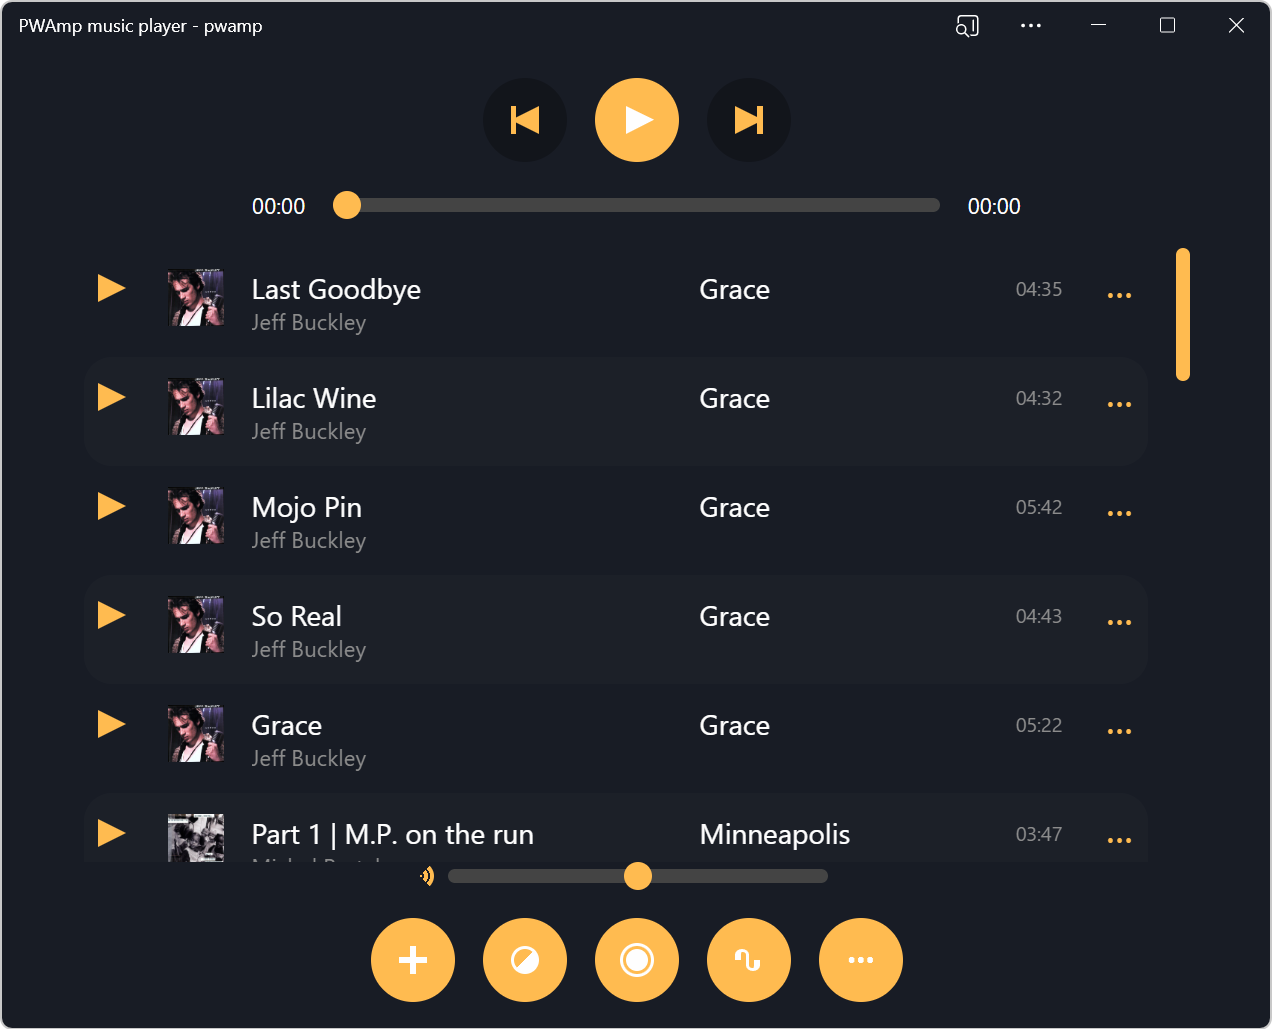 PWAmp music player - pwamp
00:00
00:00
Last Goodbye
Grace
04:35
Jeff Buckley
Lilac Wine
Grace
04:32
Jeff Buckley
Mojo Pin
Grace
05:42
Jeff Buckley
So Real
Grace
04:43
Jeff Buckley
Grace
Grace
05:22
Jeff Buckley
Part 1 | M.P. on the run
Minneapolis
03:47